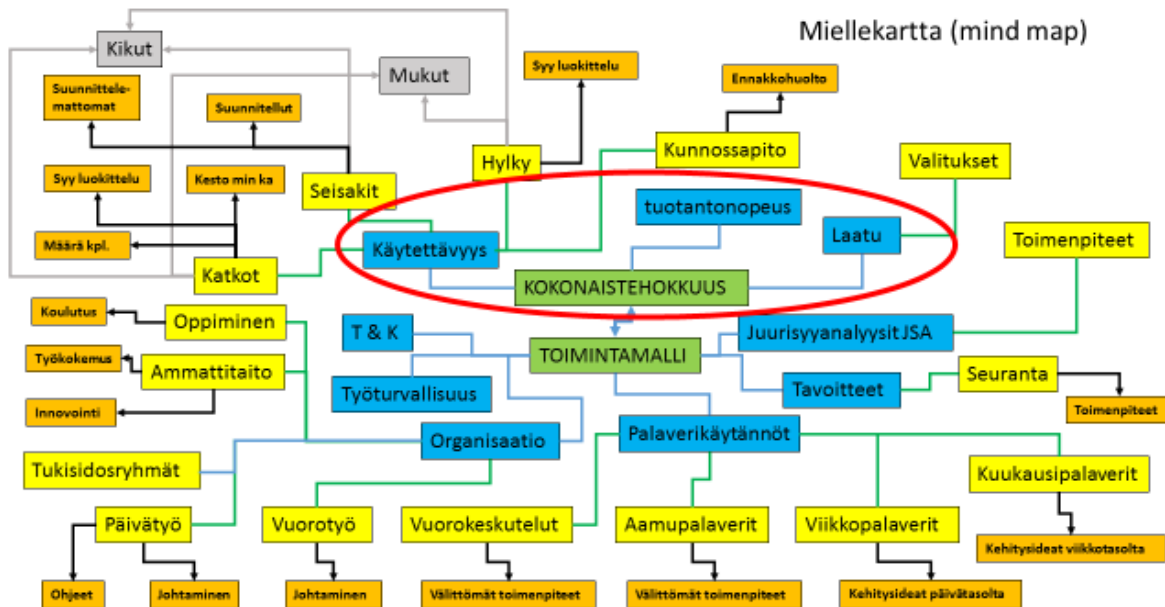 Miellekartta (mind map)
Kikut
Mukut
Syy luokittelu
Ennakkohuolto
Suunnittele-
mattomat
Suunnitellut
Hylky
Kunnossapito
Valitukset
Syy luokittelu
Kesto min ka
Seisakit
tuotantonopeus
Laatu
Toimenpiteet
Määrä kpl.
Käytettävyys
Katkot
KOKONAISTEHOKKUUS
Koulutus
Oppiminen
T & K
Juurisyyanalyysit JSA
TOIMINTAMALLI
Työkokemus
Ammattitaito
Työturvallisuus
Tavoitteet
Seuranta
Innovointi
Toimenpiteet
Organisaatio
Palaverikäytännöt
Tukisidosryhmät
Kuukausipalaverit
Päivätyö
Vuorotyö
Vuorokeskutelut
Aamupalaverit
Viikkopalaverit
Kehitysideat viikkotasolta
Ohjeet
Johtaminen
Johtaminen
Välittömät toimenpiteet
Välittömät toimenpiteet
Kehitysideat päivätasolta